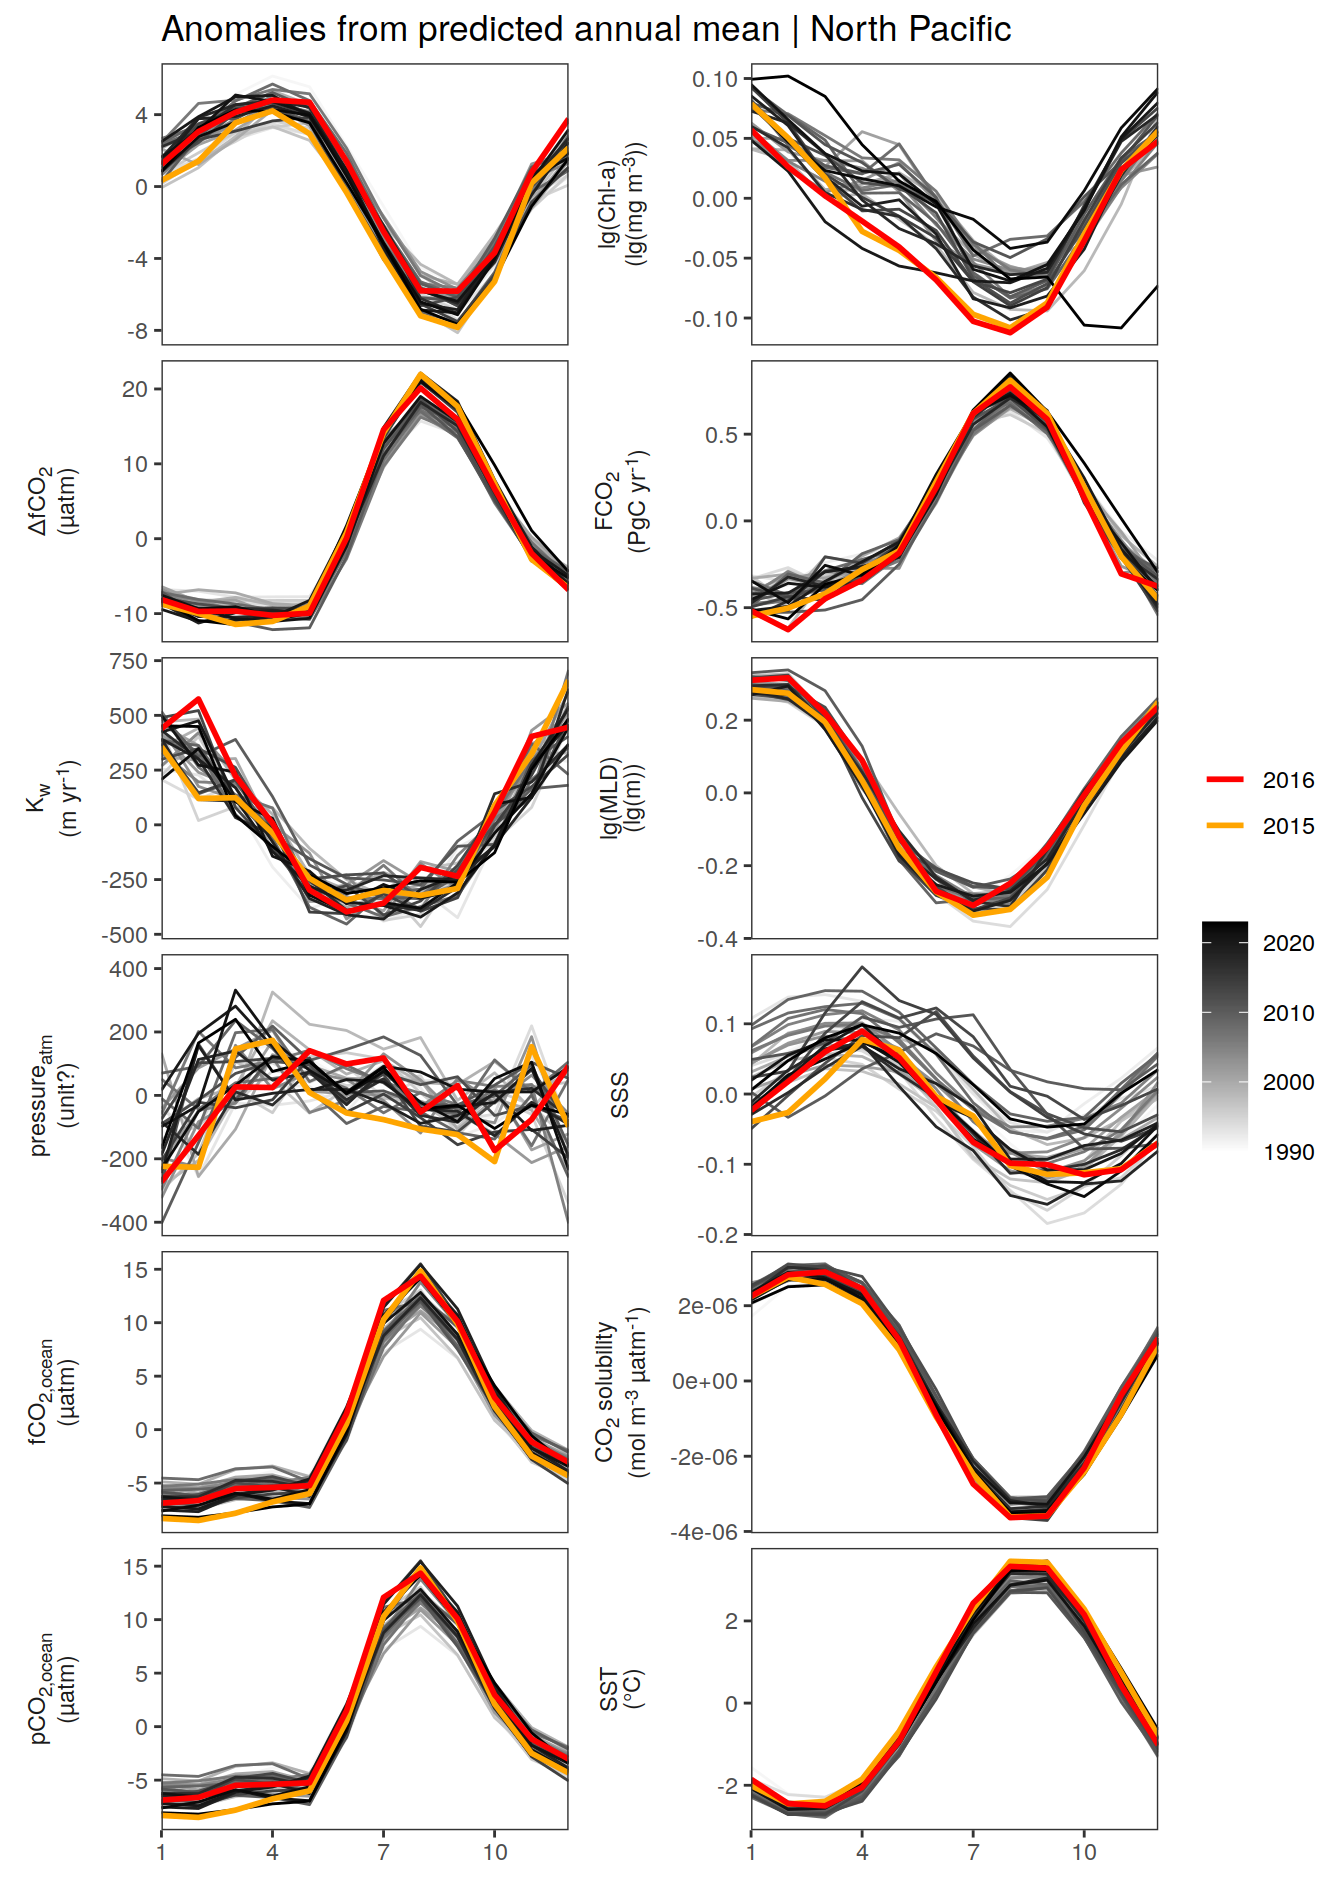 Anomalies from predicted annual mean | North Pacific
4
0
-4
-8
0.10
0.05
0.00
-0.05
-0.10
lg(Chl-a)
(lg(mg m⁻³))
20
10
0
-10
ΔfCO₂
(µatm)
0.5
0.0
-0.5
FCO₂
(PgC yr⁻¹)
750
500
250
0
-250
-500
Kw
(m yr⁻¹)
0.2
0.0
-0.2
-0.4
lg(MLD)
(lg(m))
400
200
0
-200
-400
pressureatm
(unit?)
0.1
0.0
-0.1
-0.2
SSS
15
10
5
0
-5
fCO2,ocean
(µatm)
2e-06
0e+00
-2e-06
-4e-06
CO₂ solubility
(mol m⁻³ µatm⁻¹)
15
10
5
0
-5
pCO2,ocean
(µatm)
2
0
-2
SST
(°C)
1 4 7 10
1 4 7 10
2016
2015
2020
2010
2000
1990